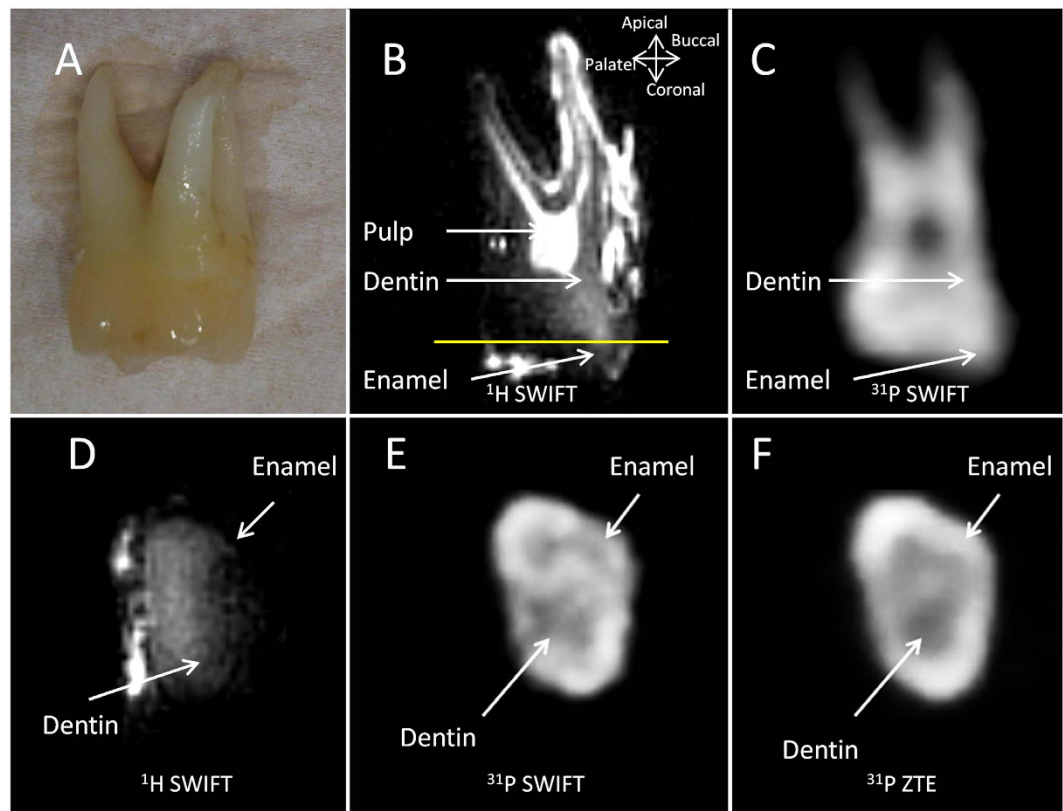 A
B
Apical
Buccal
Palatel
Coronal
Pulp
Dentin
Enamel
¹H SWIFT
C
Dentin
Enamel
³¹P SWIFT
D
Enamel
Dentin
¹H SWIFT
E
Enamel
Dentin
³¹P SWIFT
F
Enamel
Dentin
³¹P ZTE